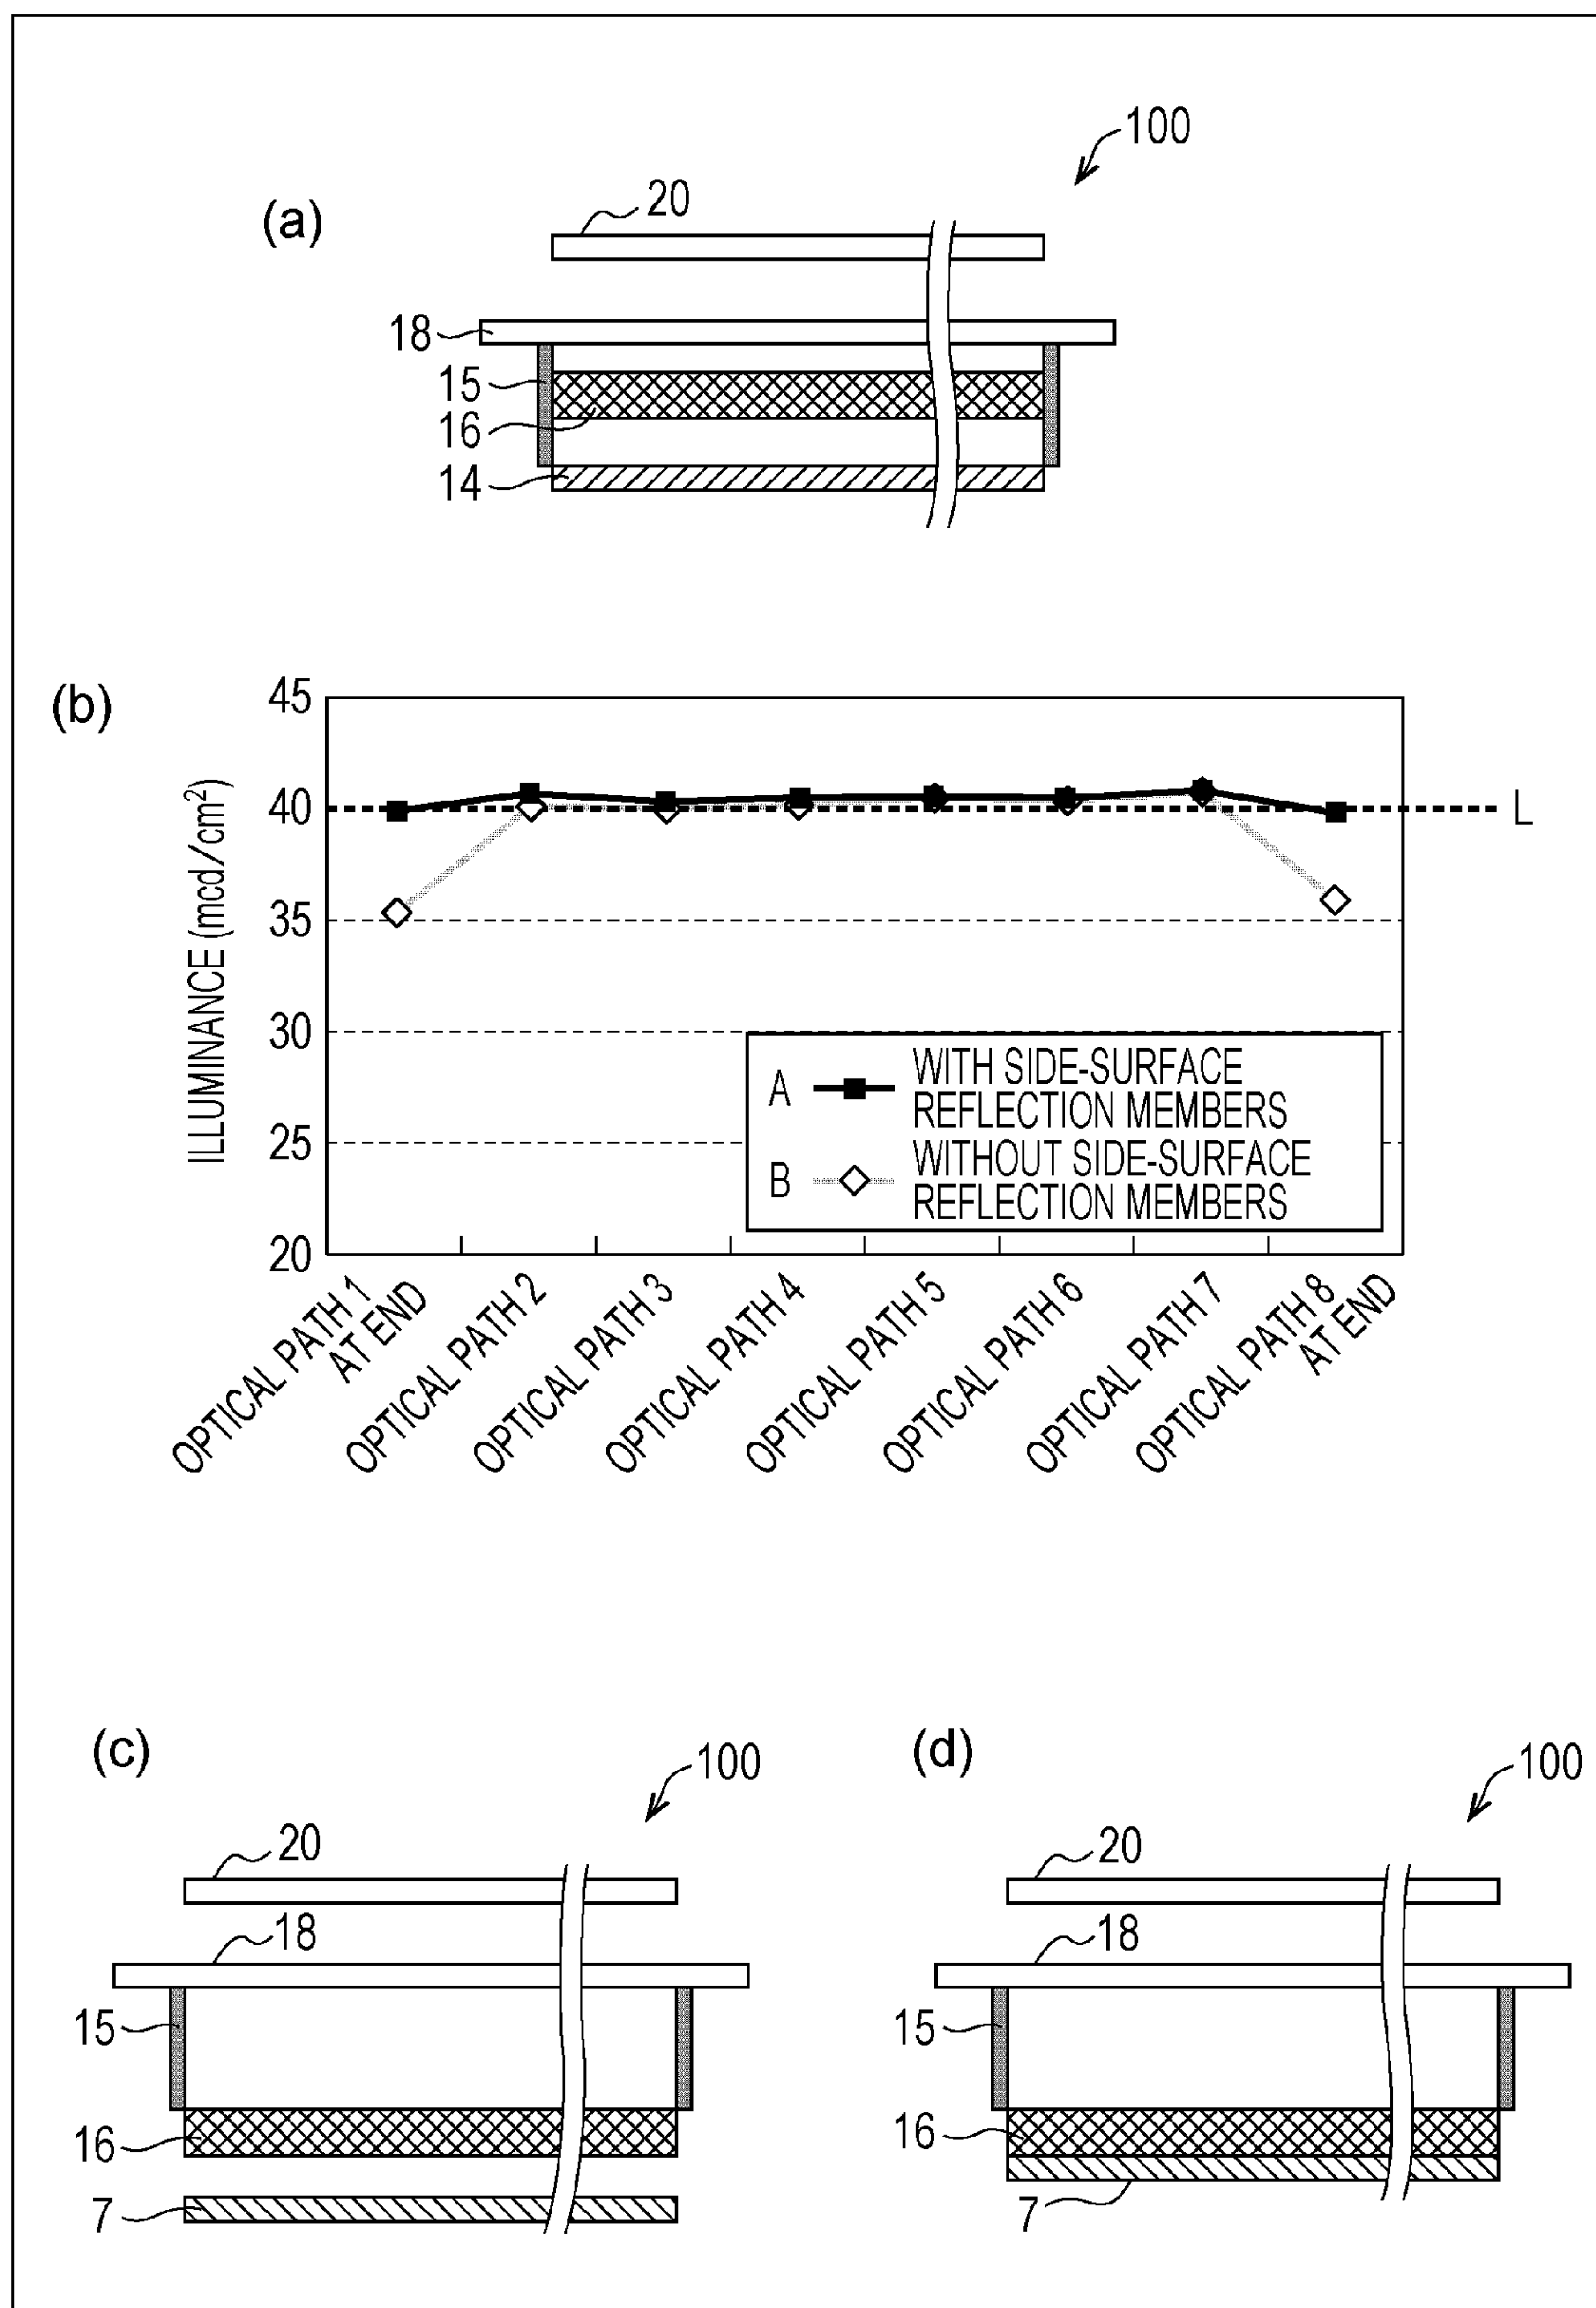 (a)
100
20
18
15
16
14
(b)
ILLUMINANCE (mcd/cm²)
45
40
35
30
25
20
L
A WITH SIDE-SURFACE
REFLECTION MEMBERS
B WITHOUT SIDE-SURFACE
REFLECTION MEMBERS
OPTICAL PATH 1
AT END
OPTICAL PATH 2
OPTICAL PATH 3
OPTICAL PATH 4
OPTICAL PATH 5
OPTICAL PATH 6
OPTICAL PATH 7
OPTICAL PATH 8
AT END
(c)
100
20
18
15
16
7
(d)
100
20
18
15
16
7